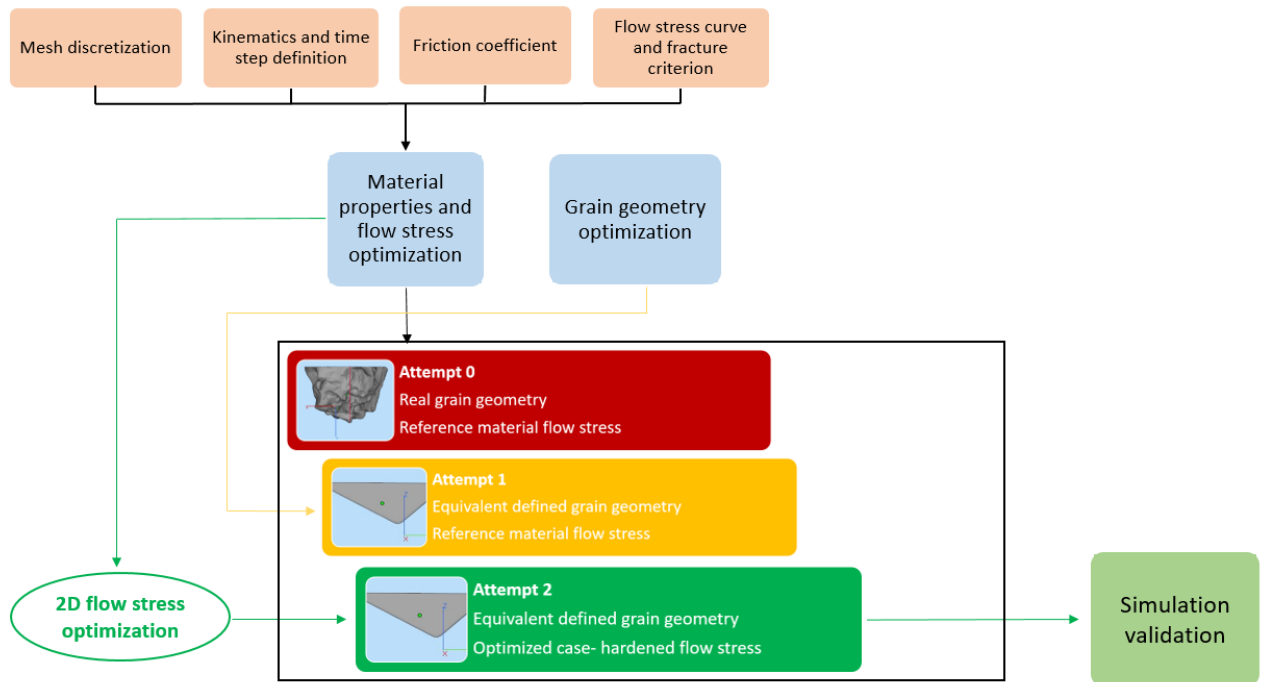 Mesh discretization
Kinematics and time
step definition
Friction coefficient
Flow stress curve
and fracture
criterion
Material
properties and
flow stress
optimization
Grain geometry
optimization
Attempt 0
Real grain geometry
Reference material flow stress
Attempt 1
Equivalent defined grain geometry
Reference material flow stress
Z
X
2D flow stress
optimization
Attempt 2
Equivalent defined grain geometry
Optimized case- hardened flow stress
Z
X
Simulation
validation